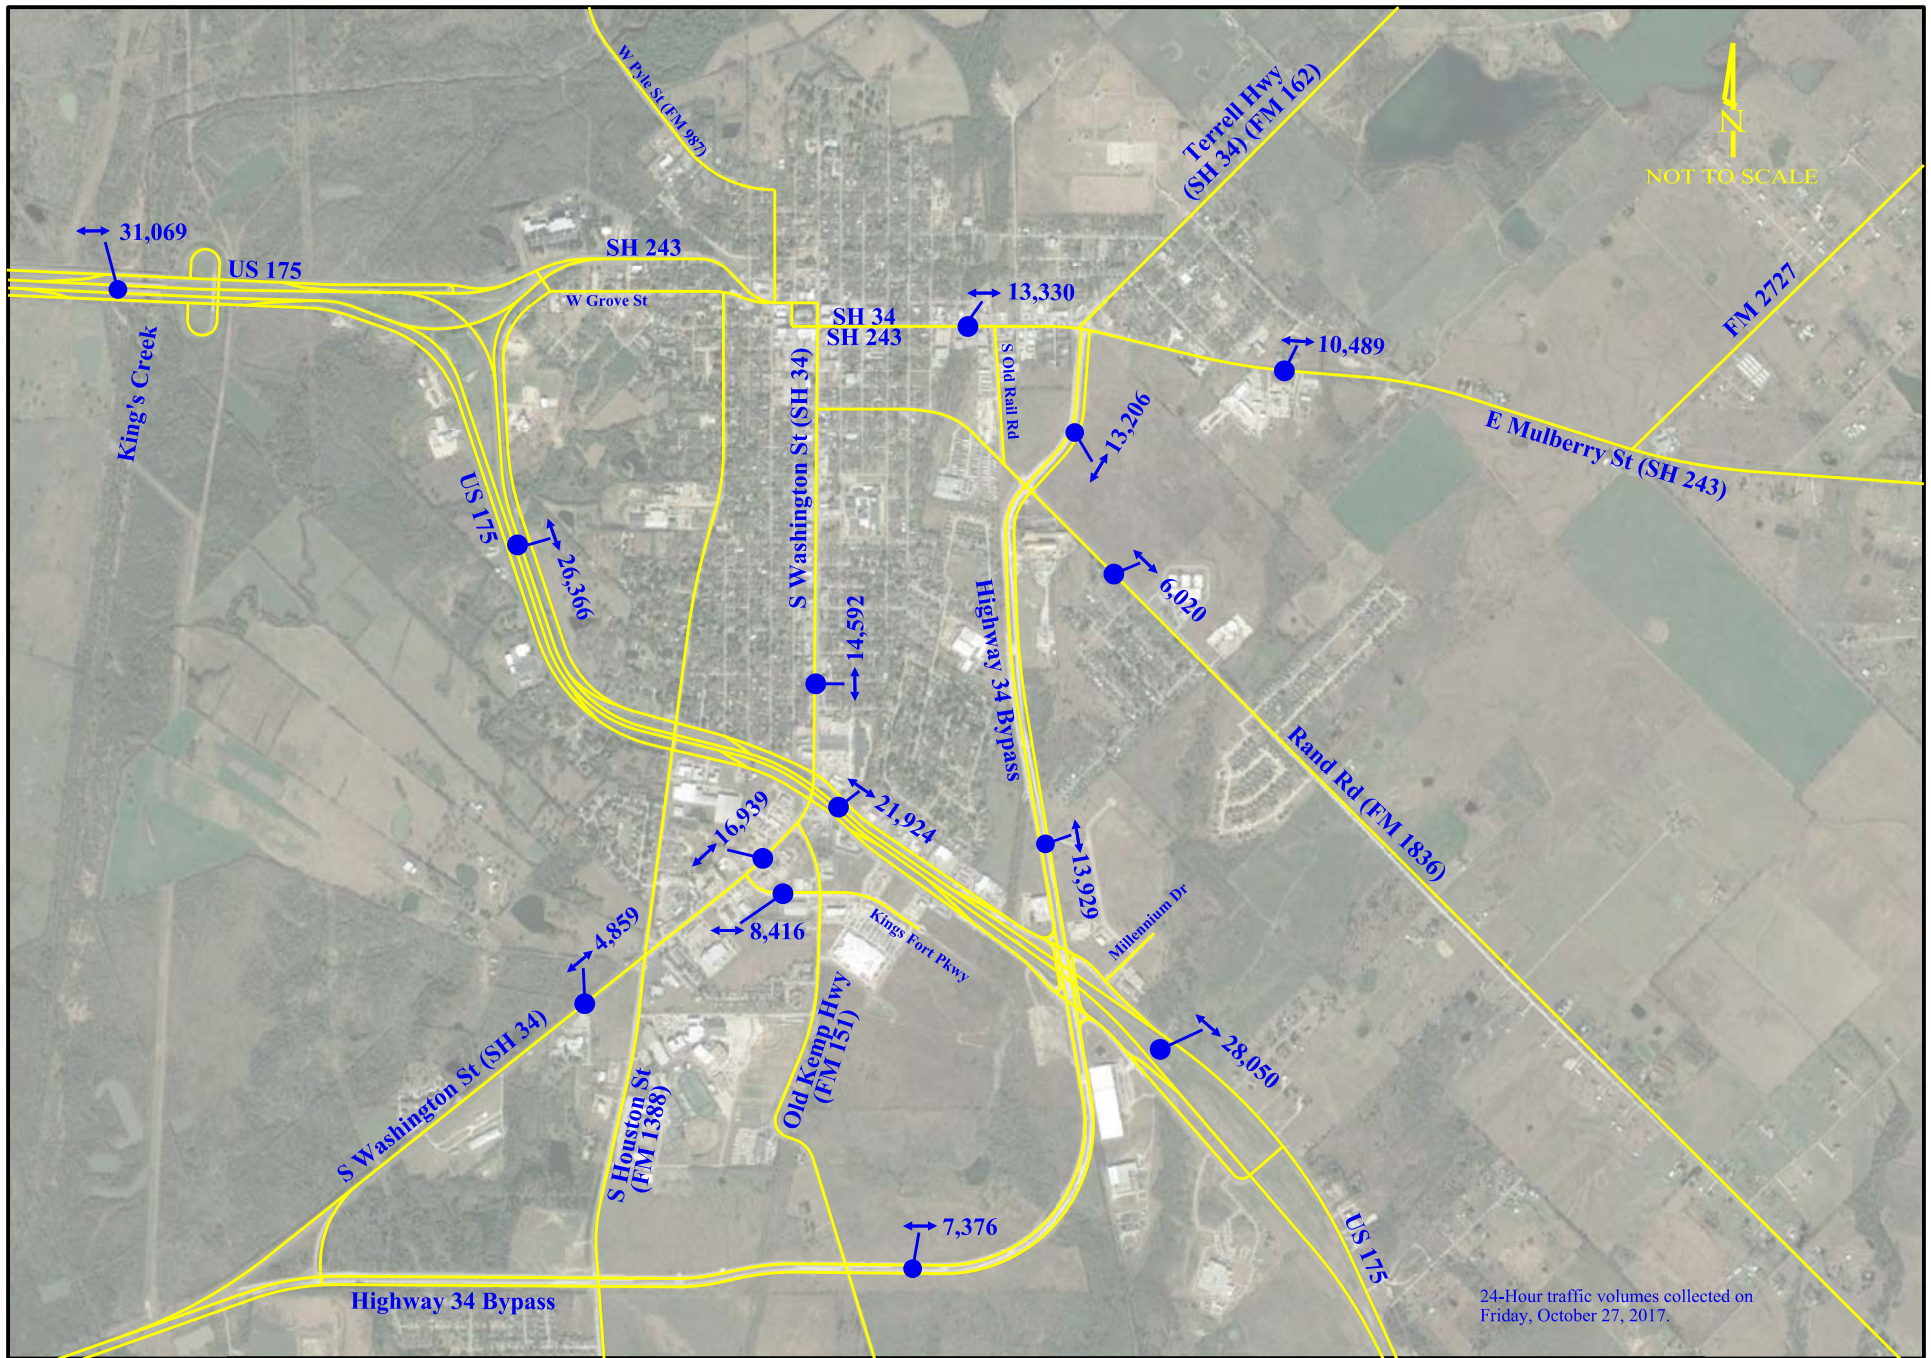 W Pyle St (FM 987)
Terrell Hwy
(SH 34) (FM 162)
N
NOT TO SCALE
31,069
US 175
SH 243
W Grove St
13,330
SH 34
SH 243
10,489
FM 2727
King's Creek
S Old Rail Rd
13,206
E Mulberry St (SH 243)
US 175
26,366
S Washington St (SH 34)
14,592
Highway 34 Bypass
6,020
Rand Rd (FM 1836)
16,939
21,924
13,929
8,416
Kings Fort Pkwy
Millennium Dr
4,859
S Washington St (SH 34)
Old Kemp Hwy
(FM 151)
28,050
S Houston St
(FM 1388)
7,376
US 175
Highway 34 Bypass
24-Hour traffic volumes collected on
Friday, October 27, 2017.